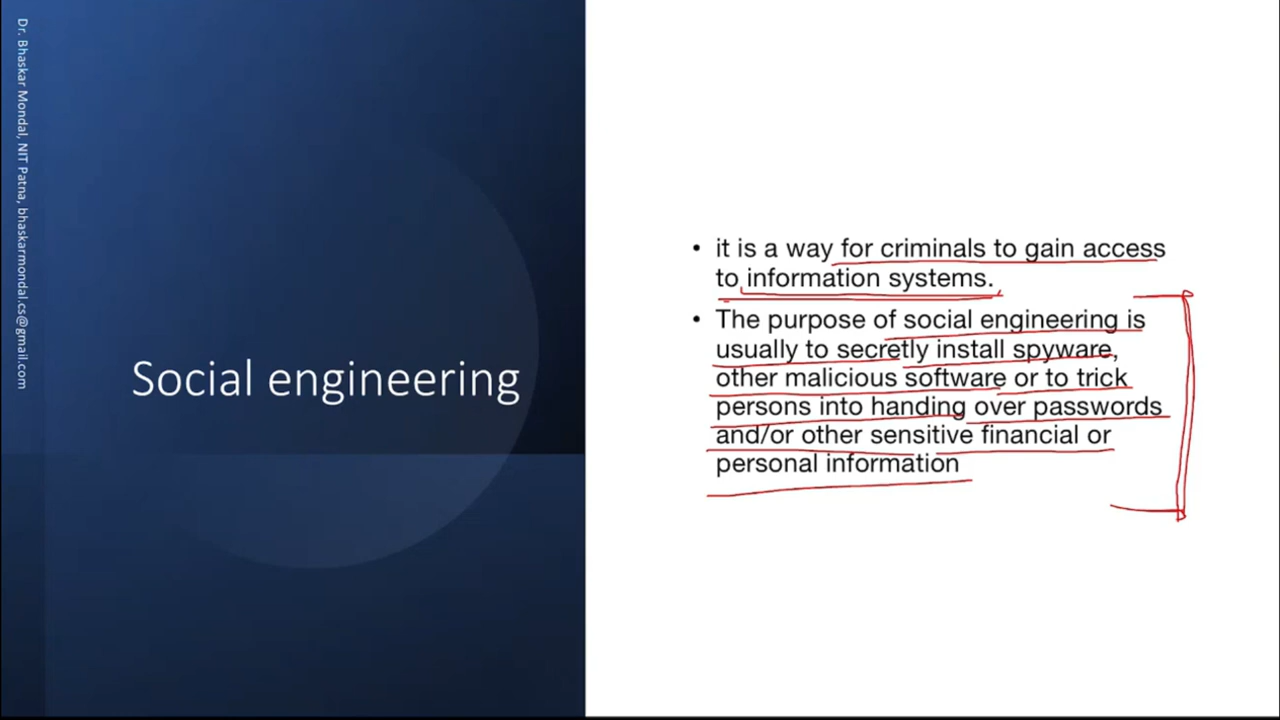 Dr. Bhaskar Mondal, NIT Patna, bhaskarmondal.cs@gmail.com
Social engineering
• it is a way for criminals to gain access
to information systems.
• The purpose of social engineering is
usually to secretly install spyware,
other malicious software or to trick
persons into handing over passwords
and/or other sensitive financial or
personal information